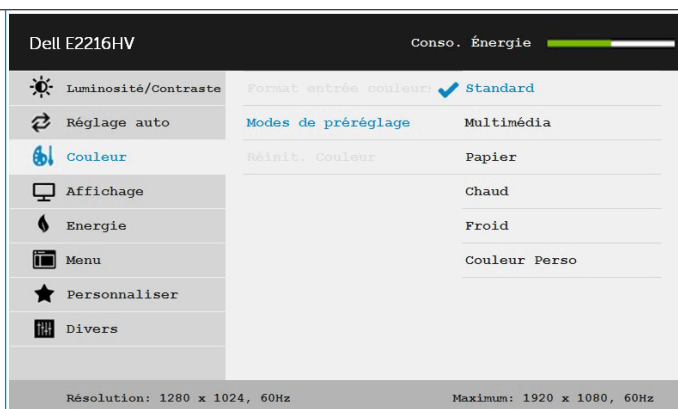 Dell E2216HV
Conso. Énergie
Luminosité/Contraste
Format entrée couleur
Standard
Réglage auto
Modes de préréglage
Multimédia
Couleur
Réinit. Couleur
Papier
Affichage
Chaud
Energie
Froid
Menu
Couleur Perso
Personnaliser
Divers
Résolution: 1280 x 1024, 60Hz
Maximum: 1920 x 1080, 60Hz